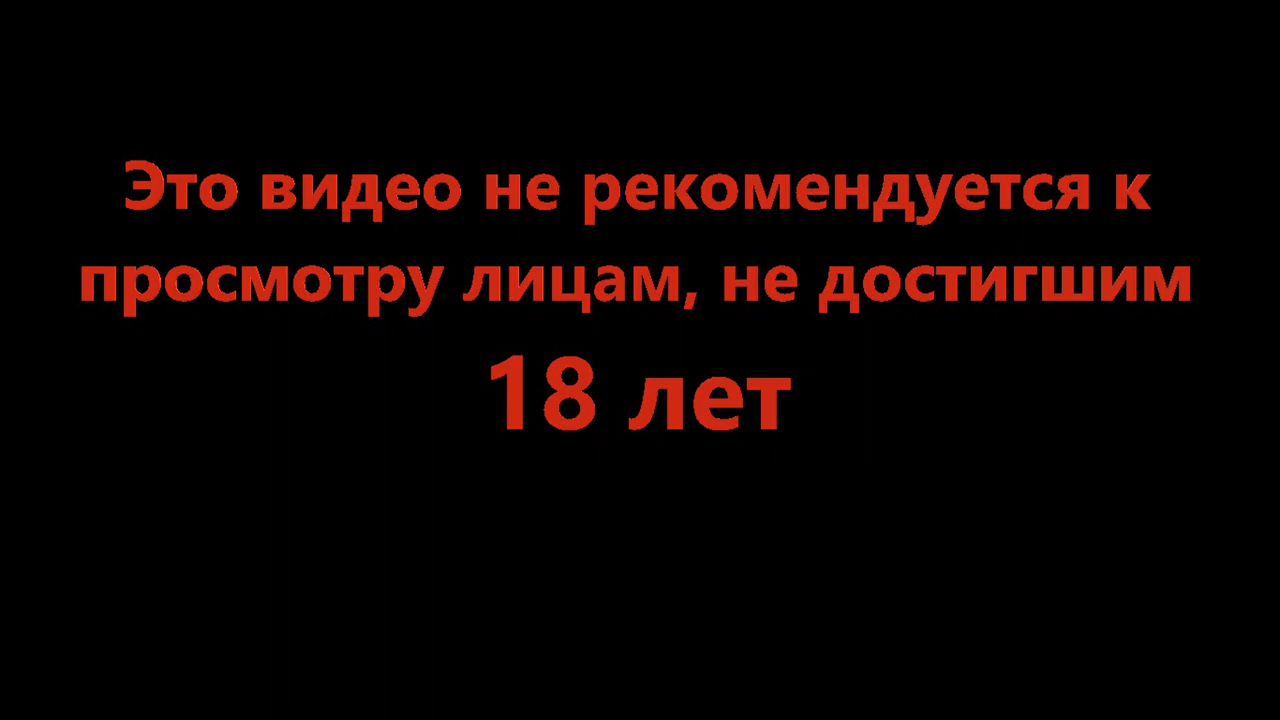 Это видео не рекомендуется к
просмотру лицам, не достигшим
18 лет